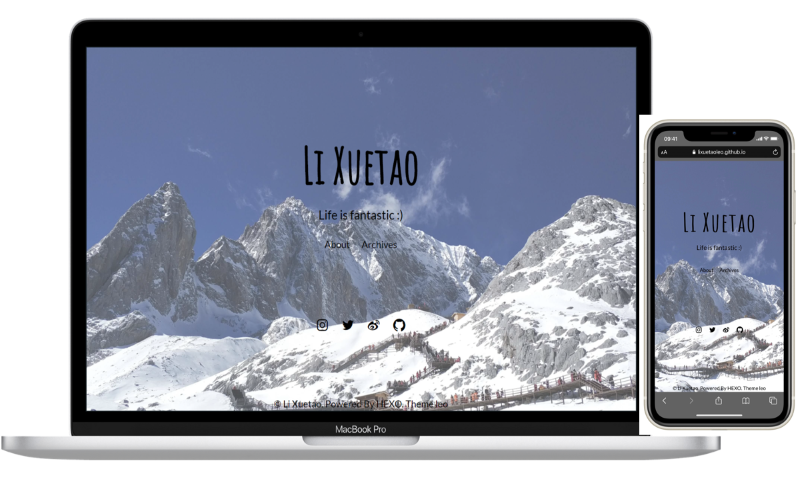 Li Xuetao
Life is fantastic :)
About Archives
© Li Xuetao. Powered By HEXO. Theme leo
MacBook Pro
09:41
AA lixuetaoleo.github.io
Li Xuetao
Life is fantastic :)
About Archives
© Li Xuetao. Powered By HEXO. Theme leo